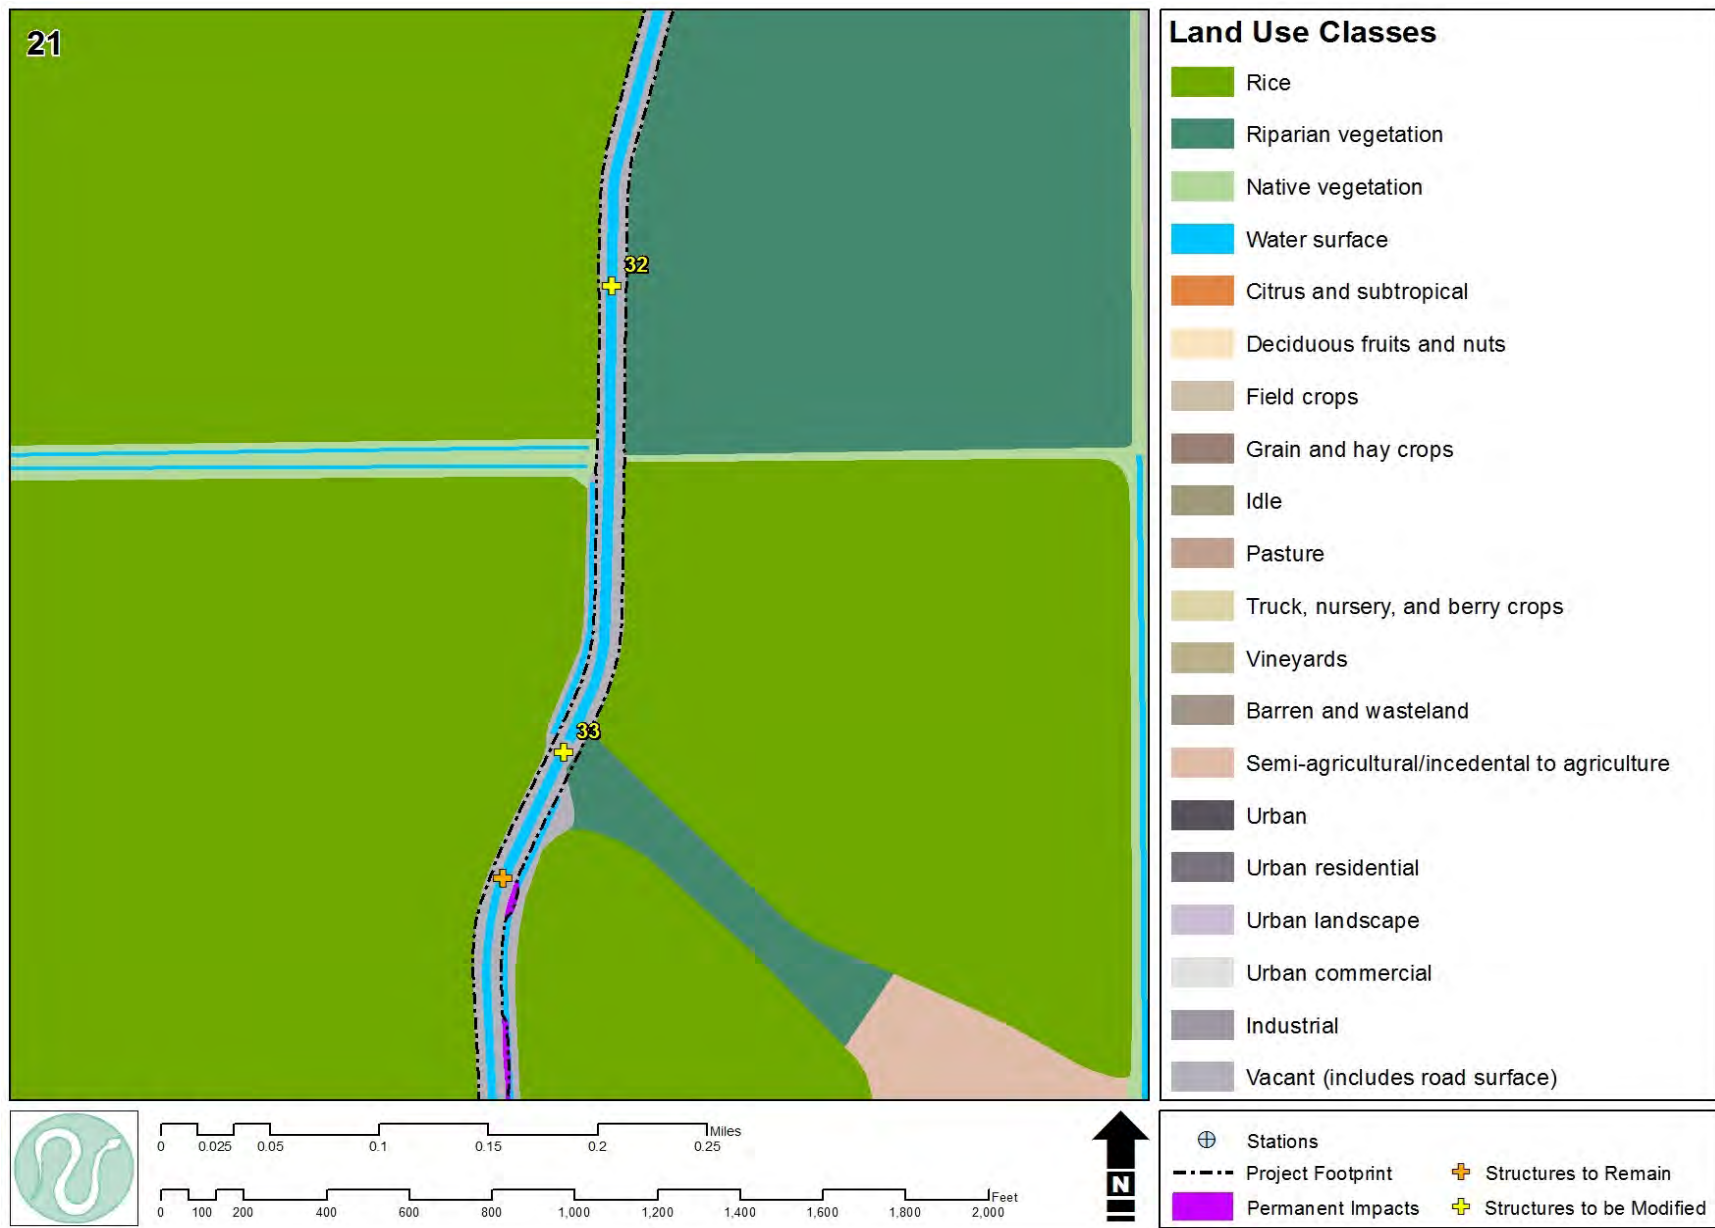 21
32
33
Land Use Classes
Rice
Riparian vegetation
Native vegetation
Water surface
Citrus and subtropical
Deciduous fruits and nuts
Field crops
Grain and hay crops
Idle
Pasture
Truck, nursery, and berry crops
Vineyards
Barren and wasteland
Semi-agricultural/incedental to agriculture
Urban
Urban residential
Urban landscape
Urban commercial
Industrial
Vacant (includes road surface)
Miles
0 0.025 0.05 0.1 0.15 0.2 0.25
Feet
0 100 200 400 600 800 1,000 1,200 1,400 1,600 1,800 2,000
N
Stations
Project Footprint
Permanent Impacts
Structures to Remain
Structures to be Modified